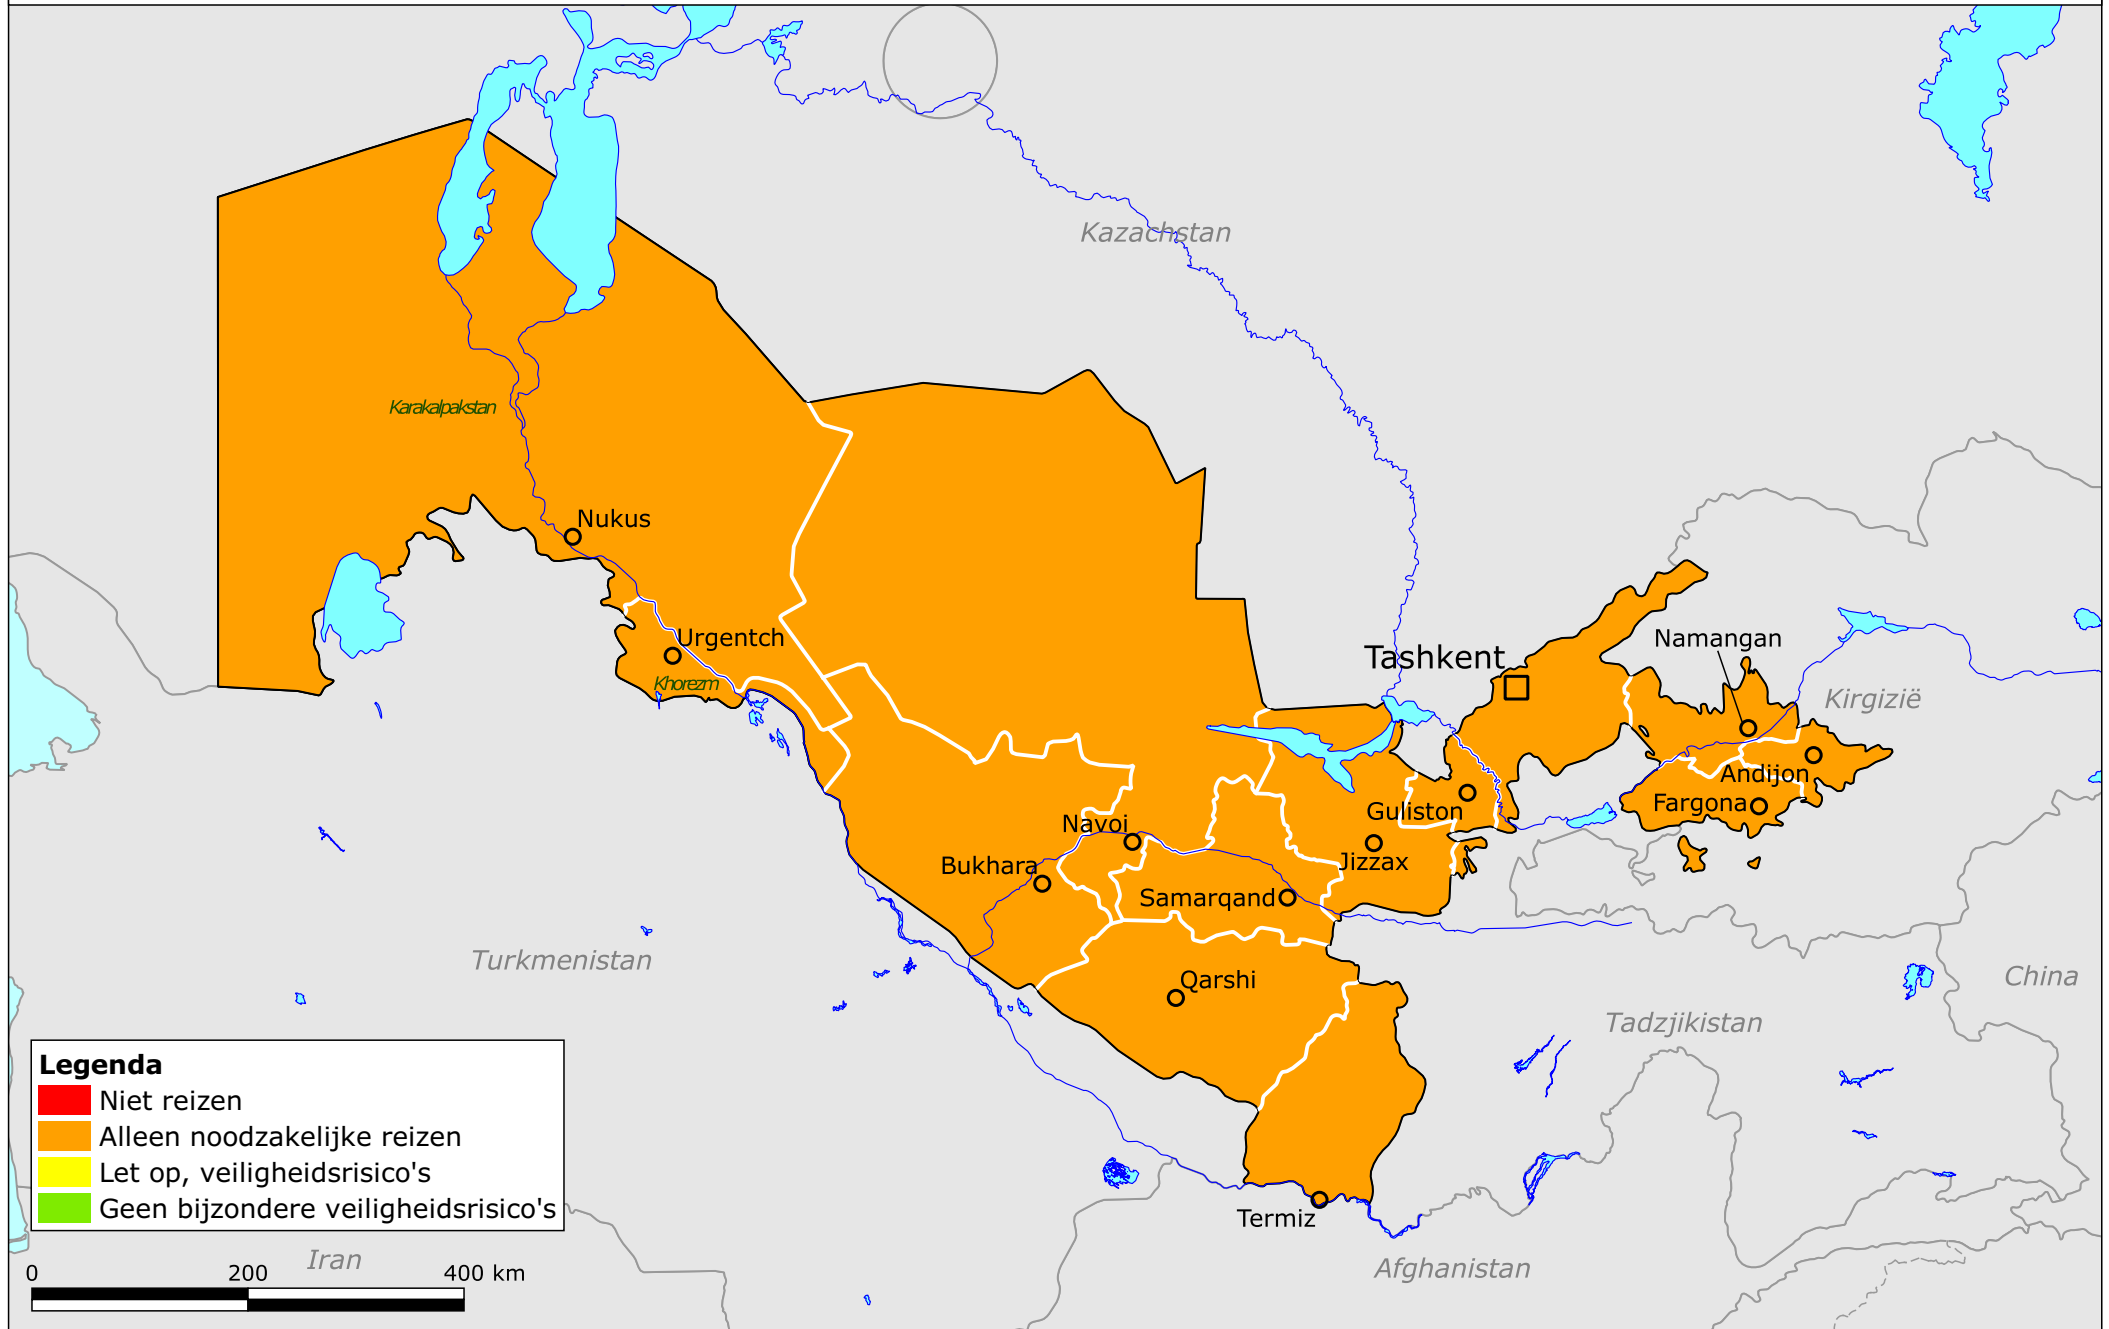 Kazachstan
Karakalpakstan
Nukus
Urgentch
Khorezm
Tashkent
Namangan
Kirgizië
Andijon
Fargona
Guliston
Navoi
Jizzax
Bukhara
Samarqand
Turkmenistan
Qarshi
China
Tadzjikistan
Legenda
Niet reizen
Alleen noodzakelijke reizen
Let op, veiligheidsrisico's
Geen bijzondere veiligheidsrisico's
Termiz
Iran
Afghanistan
0 200 400 km